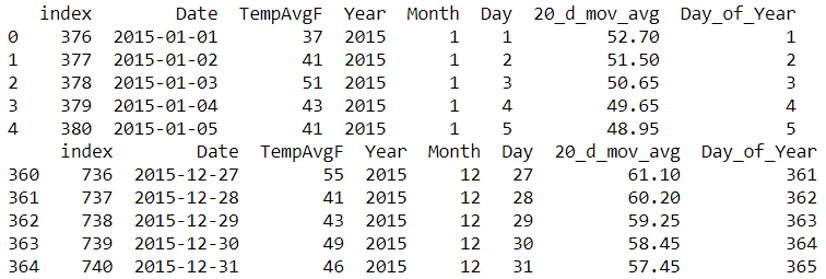 index Date TempAvgF Year Month Day 20_d_mov_avg Day_of_Year
0 376 2015-01-01 37 2015 1 1 52.70 1
1 377 2015-01-02 41 2015 1 2 51.50 2
2 378 2015-01-03 51 2015 1 3 50.65 3
3 379 2015-01-04 43 2015 1 4 49.65 4
4 380 2015-01-05 41 2015 1 5 48.95 5
index Date TempAvgF Year Month Day 20_d_mov_avg Day_of_Year
360 736 2015-12-27 55 2015 12 27 61.10 361
361 737 2015-12-28 41 2015 12 28 60.20 362
362 738 2015-12-29 43 2015 12 29 59.25 363
363 739 2015-12-30 49 2015 12 30 58.45 364
364 740 2015-12-31 46 2015 12 31 57.45 365